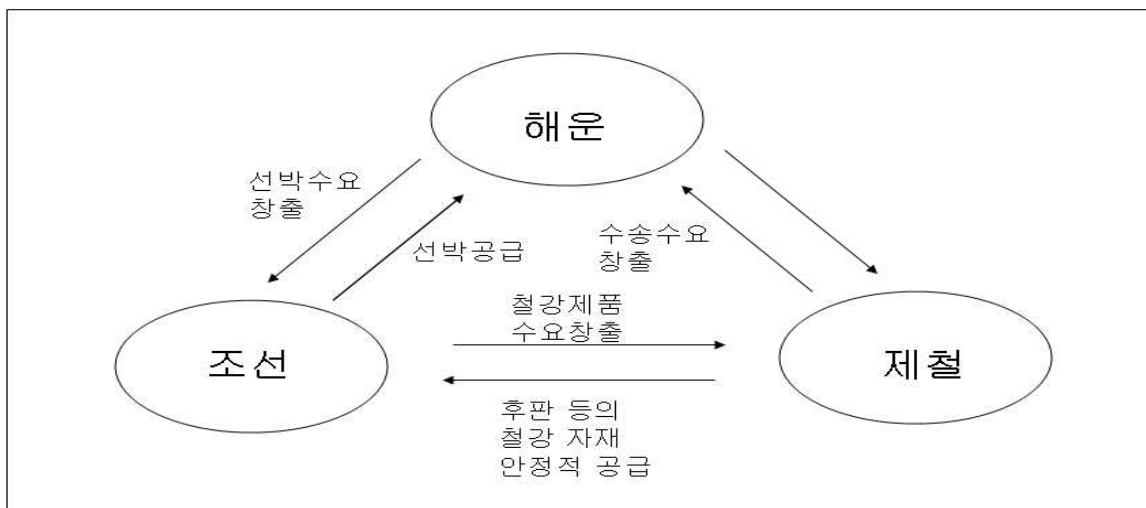 해운
선박수요
창출
선박공급
수송수요
창출
철강제품
수요창출
조선
제철
후판 등의
철강 자재
안정적 공급